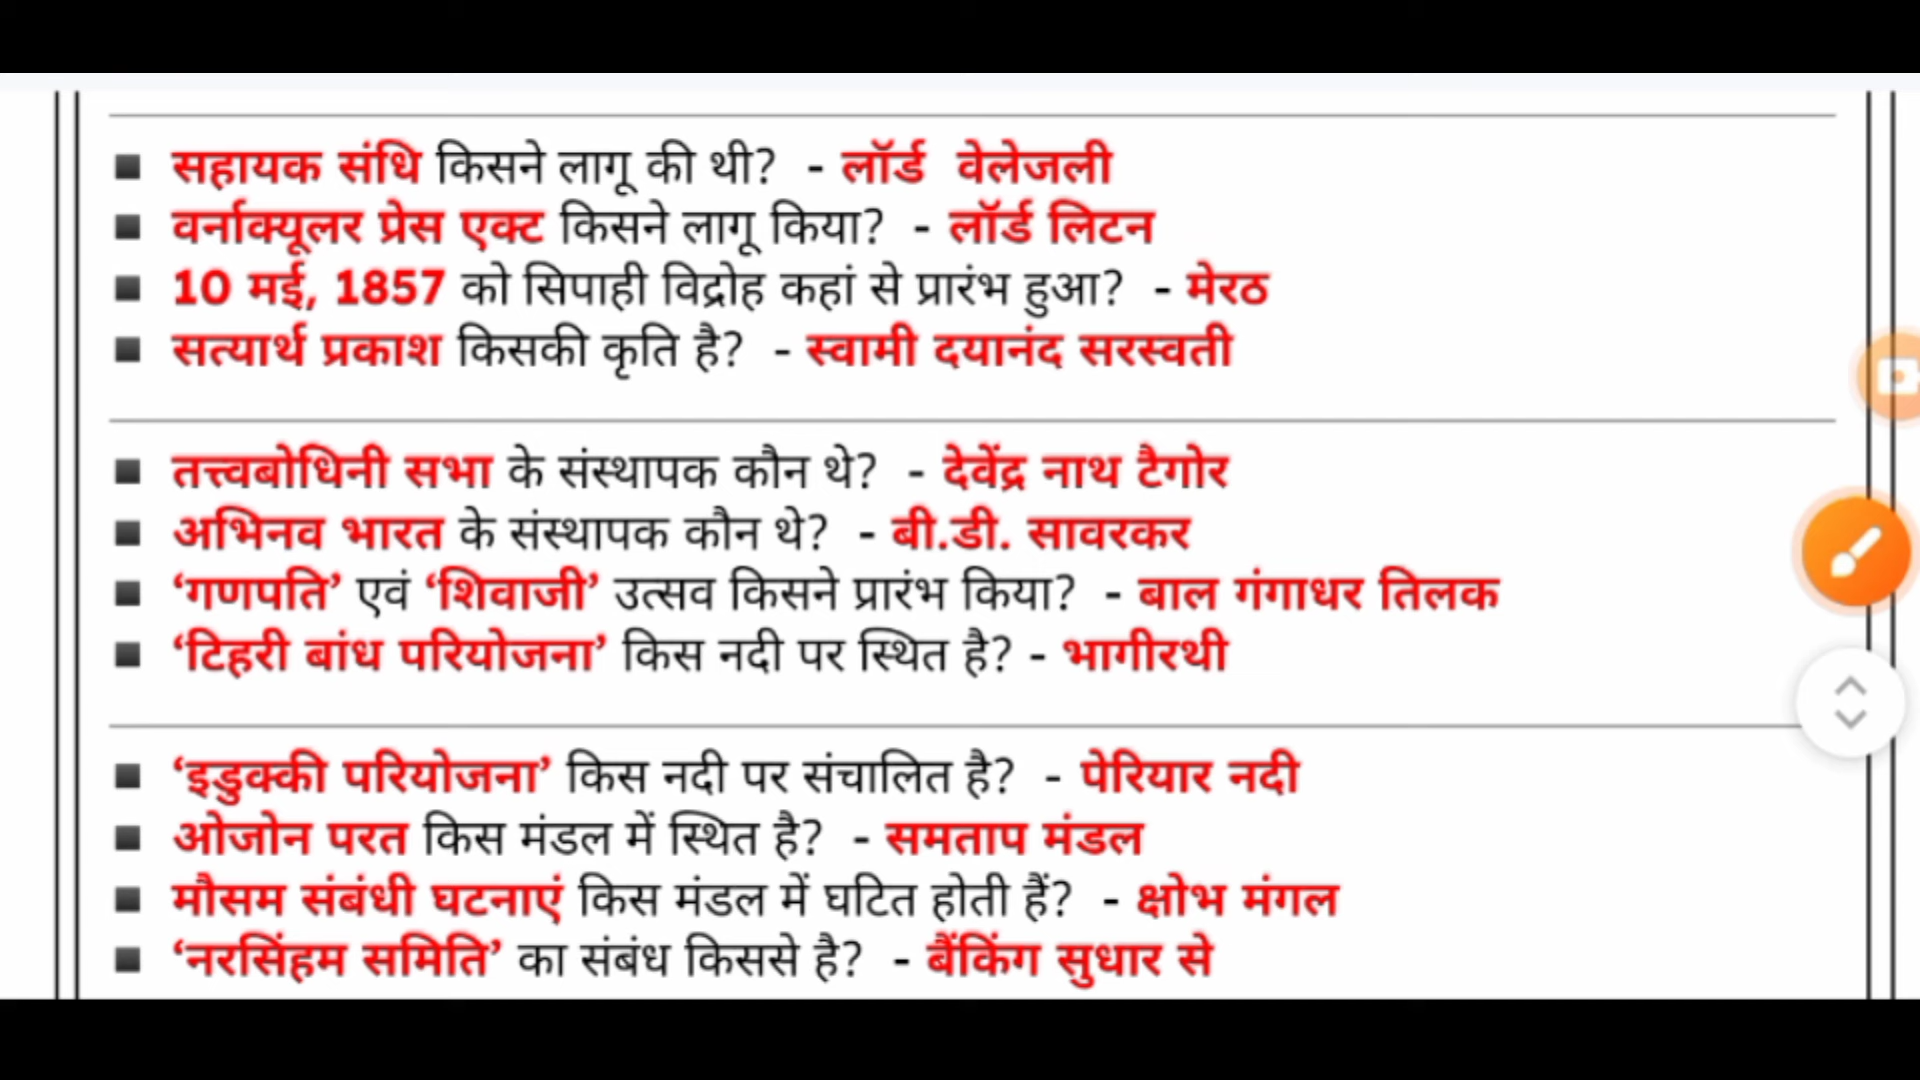 ■ सहायक संधि किसने लागू की थी? - लॉर्ड वेलेजली
■ वर्नाक्यूलर प्रेस एक्ट किसने लागू किया? - लॉर्ड लिटन
■ 10 मई, 1857 को सिपाही विद्रोह कहां से प्रारंभ हुआ? - मेरठ
■ सत्यार्थ प्रकाश किसकी कृति है? - स्वामी दयानंद सरस्वती
■ तत्त्वबोधिनी सभा के संस्थापक कौन थे? - देवेंद्र नाथ टैगोर
■ अभिनव भारत के संस्थापक कौन थे? - बी.डी. सावरकर
■ ‘गणपति’ एवं ‘शिवाजी’ उत्सव किसने प्रारंभ किया? - बाल गंगाधर तिलक
■ ‘टिहरी बांध परियोजना’ किस नदी पर स्थित है? - भागीरथी
■ ‘इडुक्की परियोजना’ किस नदी पर संचालित है? - पेरियार नदी
■ ओजोन परत किस मंडल में स्थित है? - समताप मंडल
■ मौसम संबंधी घटनाएं किस मंडल में घटित होती हैं? - क्षोभ मंगल
■ ‘नरसिंहम समिति’ का संबंध किससे है? - बैंकिंग सुधार से